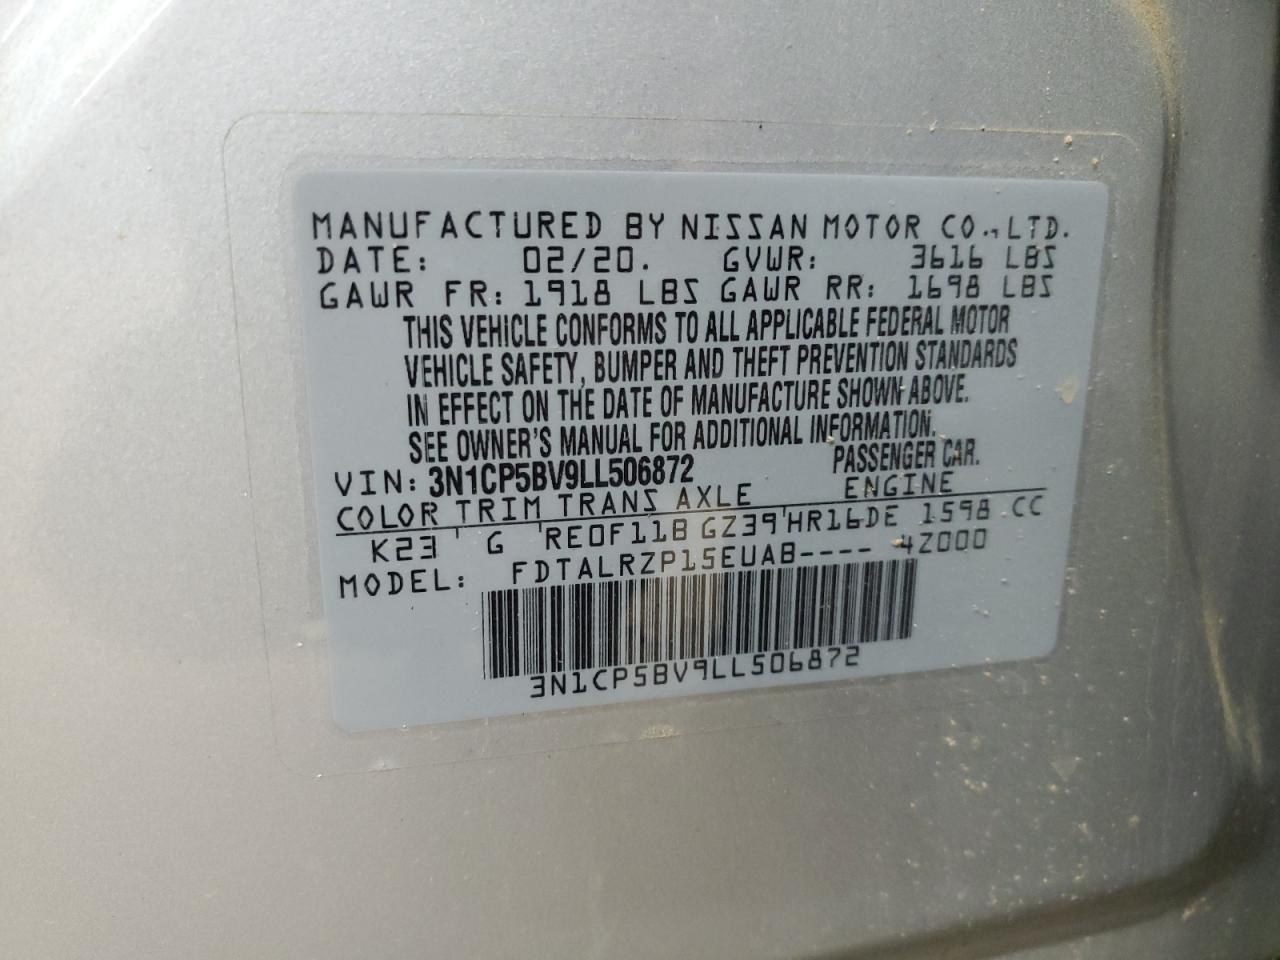 MANUFACTURED BY NISSAN MOTOR CO., LTD.
DATE: 02/20. GVWR: 3616 LBS
GAWR FR: 1918 LBS GAWR RR: 1698 LBS
THIS VEHICLE CONFORMS TO ALL APPLICABLE FEDERAL MOTOR
VEHICLE SAFETY, BUMPER AND THEFT PREVENTION STANDARDS
IN EFFECT ON THE DATE OF MANUFACTURE SHOWN ABOVE.
SEE OWNER'S MANUAL FOR ADDITIONAL INFORMATION.
VIN: 3N1CP5BV9LL506872 PASSENGER CAR.
COLOR TRIM TRANS AXLE ENGINE
K23 ' G 'RE0F11B GZ39'HR16DE 1598 CC
MODEL: FDTALRZP15EUAB---- 4Z000
3N1CP5BV9LL506872